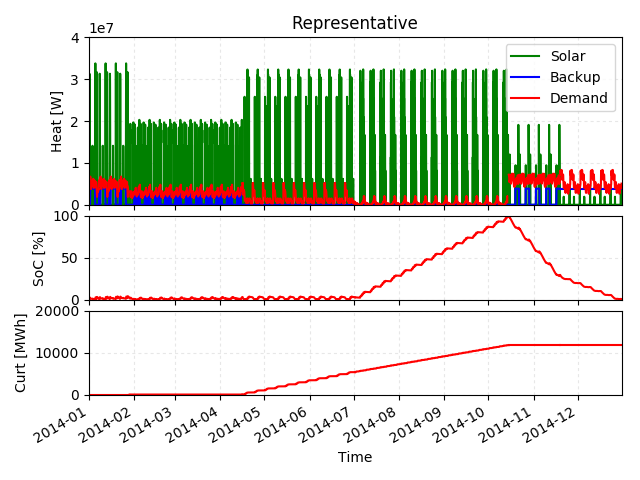 Representative
1e7
4
3
2
1
0
Heat [W]
Solar
Backup
Demand
100
50
0
SoC [%]
20000
10000
0
Curt [MWh]
2014-01
2014-02
2014-03
2014-04
2014-05
2014-06
2014-07
2014-08
2014-09
2014-10
2014-11
2014-12
Time